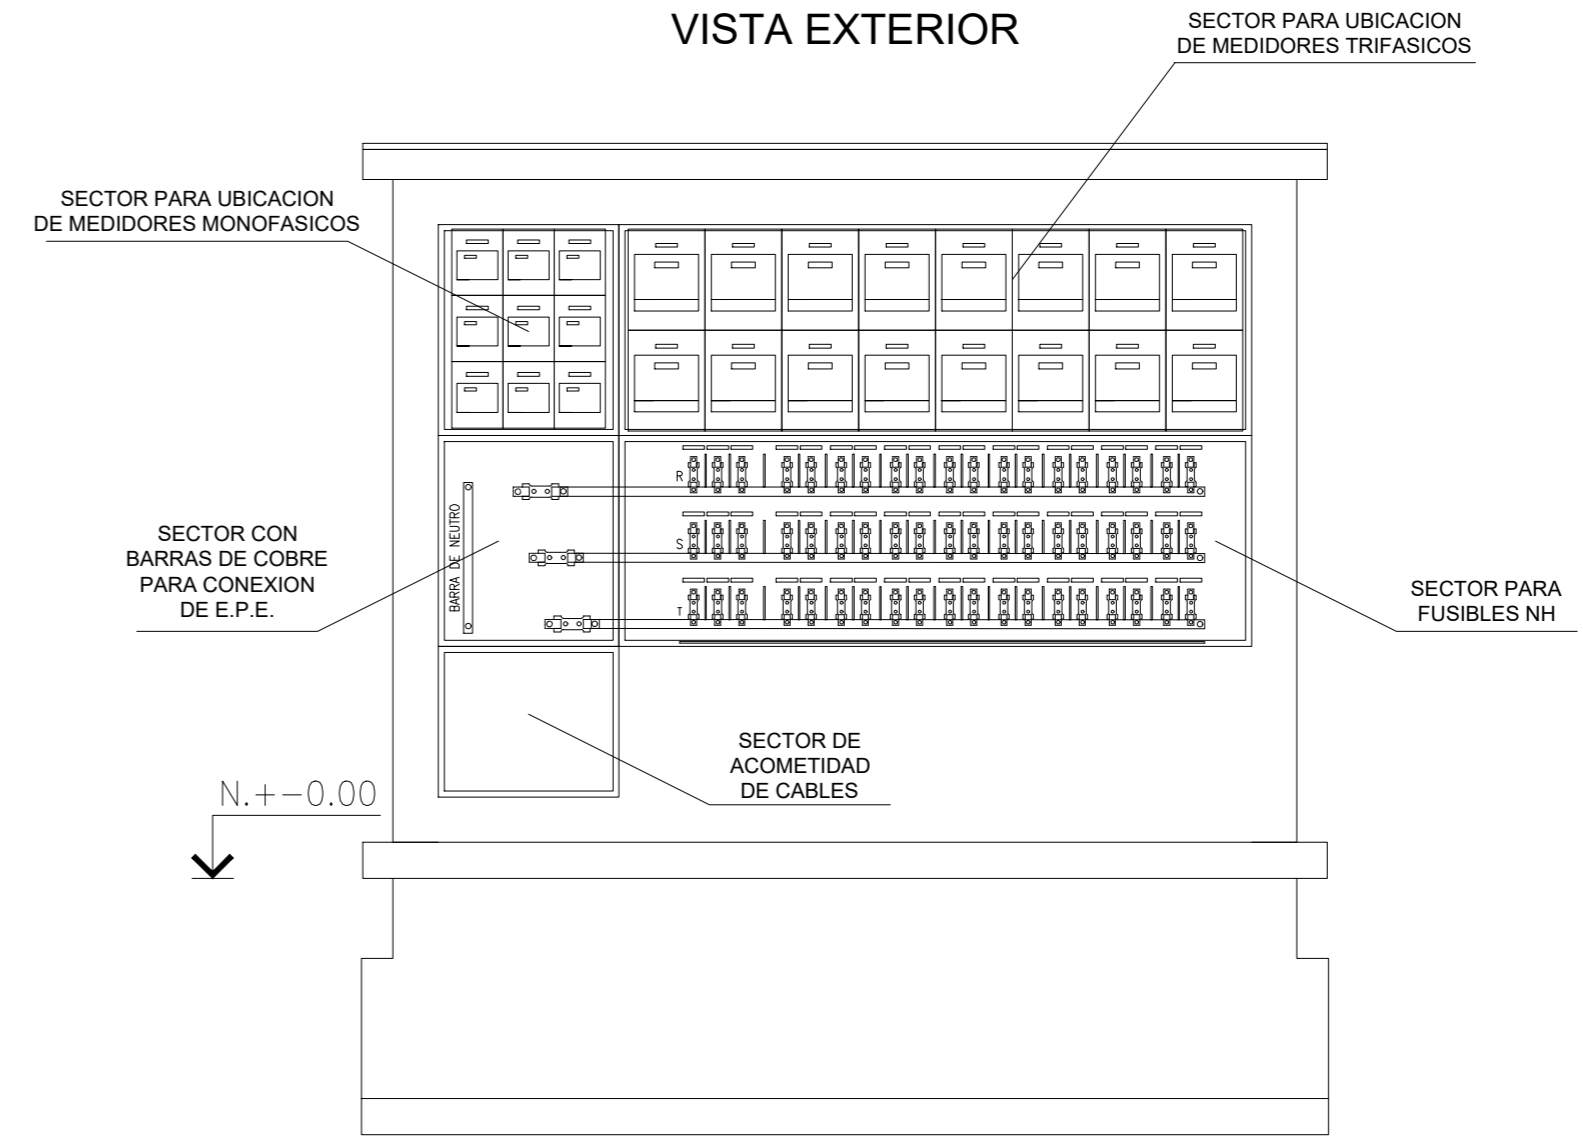 VISTA EXTERIOR
SECTOR PARA UBICACION
DE MEDIDORES TRIFASICOS
SECTOR PARA UBICACION
DE MEDIDORES MONOFASICOS
R
S
T
BARRA DE NEUTRO
SECTOR CON
BARRAS DE COBRE
PARA CONEXION
DE E.P.E.
SECTOR PARA
FUSIBLES NH
SECTOR DE
ACOMETIDAD
DE CABLES
N.+-0.00